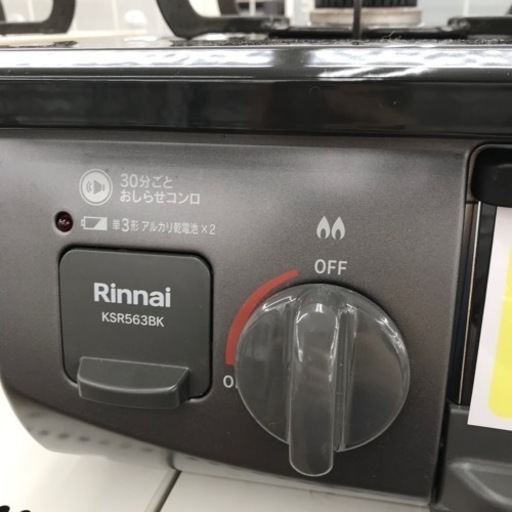 30分ごと
おしらせコンロ
単3形 アルカリ乾電池×2
OFF
Rinnai
KSR563BK